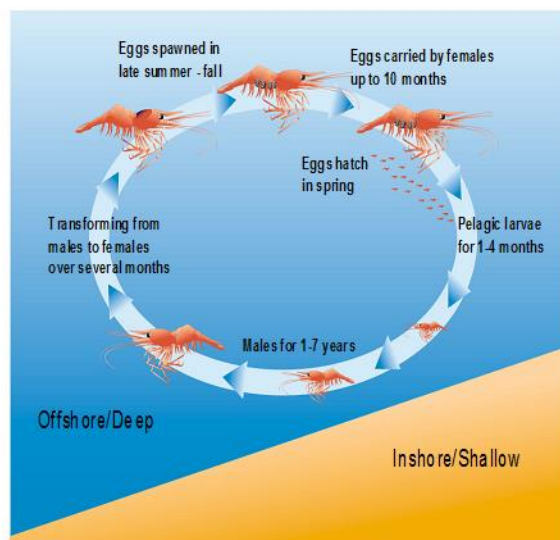 Eggs spawned in
late summer - fall
Eggs carried by females
up to 10 months
Eggs hatch
in spring
Pelagic larvae
for 1-4 months
Transforming from
males to females
over several months
Males for 1-7 years
Offshore/Deep
Inshore/Shallow